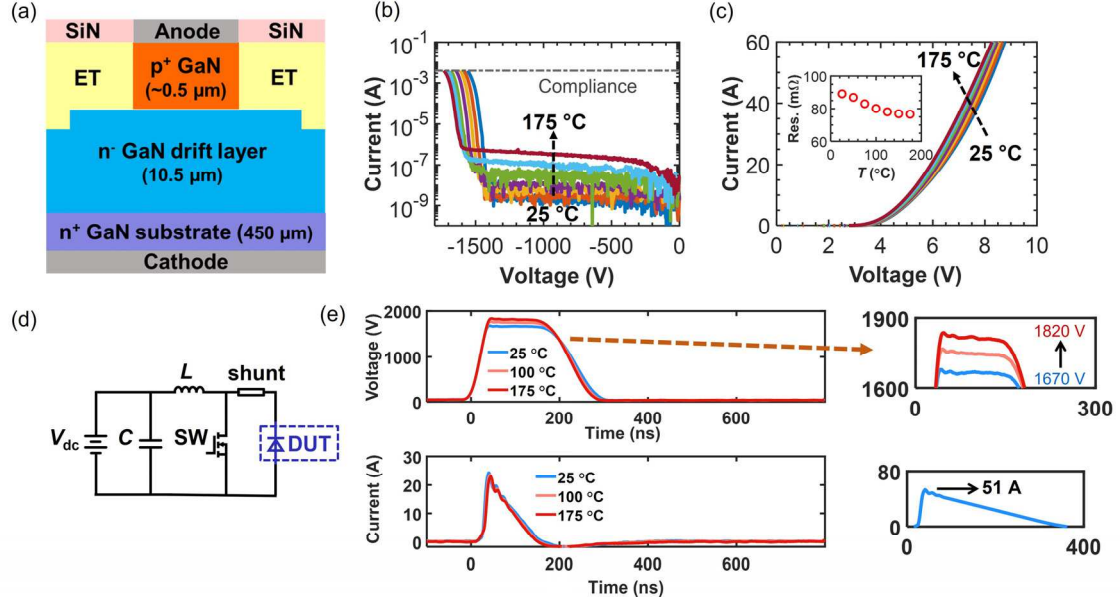 (a)
SiN
Anode
SiN
ET
p⁺ GaN
(~0.5 µm)
ET
n⁻ GaN drift layer
(10.5 µm)
n⁺ GaN substrate (450 µm)
Cathode
(b)
Current (A)
10⁻¹
10⁻³
10⁻⁵
10⁻⁷
10⁻⁹
Compliance
175 °C
25 °C
-1500 -1000 -500 0
Voltage (V)
(c)
Current (A)
60
40
20
0
175 °C
25 °C
Res. (mΩ)
100
80
60
0 100 200
T (°C)
0 2 4 6 8 10
Voltage (V)
(d)
L
shunt
Vdc
C
SW
DUT
(e)
Voltage (V)
2000
1000
0
25 °C
100 °C
175 °C
0 200 400 600
Time (ns)
1900
1600
1820 V
1670 V
0 300
Current (A)
30
20
10
0
25 °C
100 °C
175 °C
0 200 400 600
Time (ns)
80
0
51 A
0 400